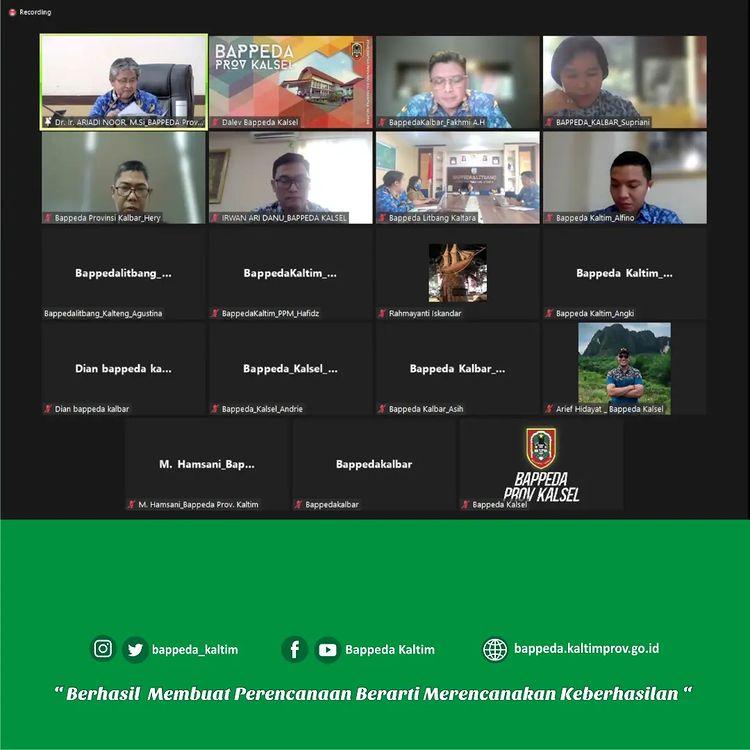 Recording
BAPPEDA
PROV KALSEL
Dr. Ir. ARIADI NOOR, M.Si_BAPPEDA Prov...
Dalev Bappeda Kalsel
BappedaKalbar_Fakhmi A.H
BAPPEDA_KALBAR_Supriani
BAPPEDA&LITBANG
Bappeda Provinsi Kalbar_Hery
IRWAN ARI DANU_BAPPEDA KALSEL
Bappeda Litbang Kaltara
Bappeda Kaltim_Alfino
Bappedalitbang_...
BappedaKaltim_...
Bappeda Kaltim_...
Bappedalitbang_Kalteng_Agustina
BappedaKaltim_PPM_Hafidz
Rahmayanti Iskandar
Bappeda Kaltim_Angki
Dian bappeda ka...
Bappeda_Kalsel_...
Bappeda Kalbar_...
Dian bappeda kalbar
Bappeda_Kalsel_Andrie
Bappeda Kalbar_Asih
Arief Hidayat _ Bappeda Kalsel
M. Hamsani_Bap...
Bappedakalbar
BAPPEDA
PROV KALSEL
M. Hamsani_Bappeda Prov. Kaltim
Bappedakalbar
Bappeda Kalsel
bappeda_kaltim
Bappeda Kaltim
bappeda.kaltimprov.go.id
“ Berhasil Membuat Perencanaan Berarti Merencanakan Keberhasilan “